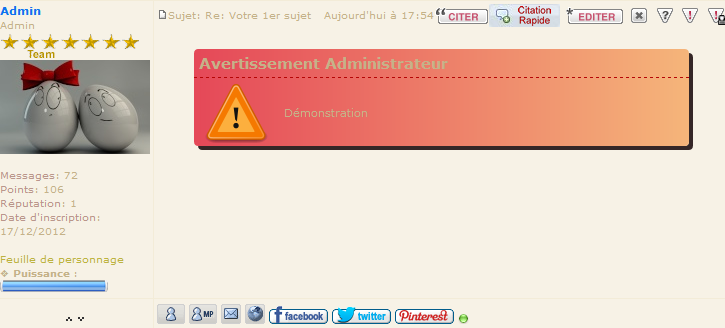 Admin
Admin
Team
Messages: 72
Points: 106
Réputation: 1
Date d'inscription:
17/12/2012
Feuille de personnage
Puissance :
Sujet: Re: Votre 1er sujet Aujourd'hui à 17:54
CITER
Citation
Rapide
EDITER
Avertissement Administrateur
Démonstration
MP
facebook
twitter
Pinterest